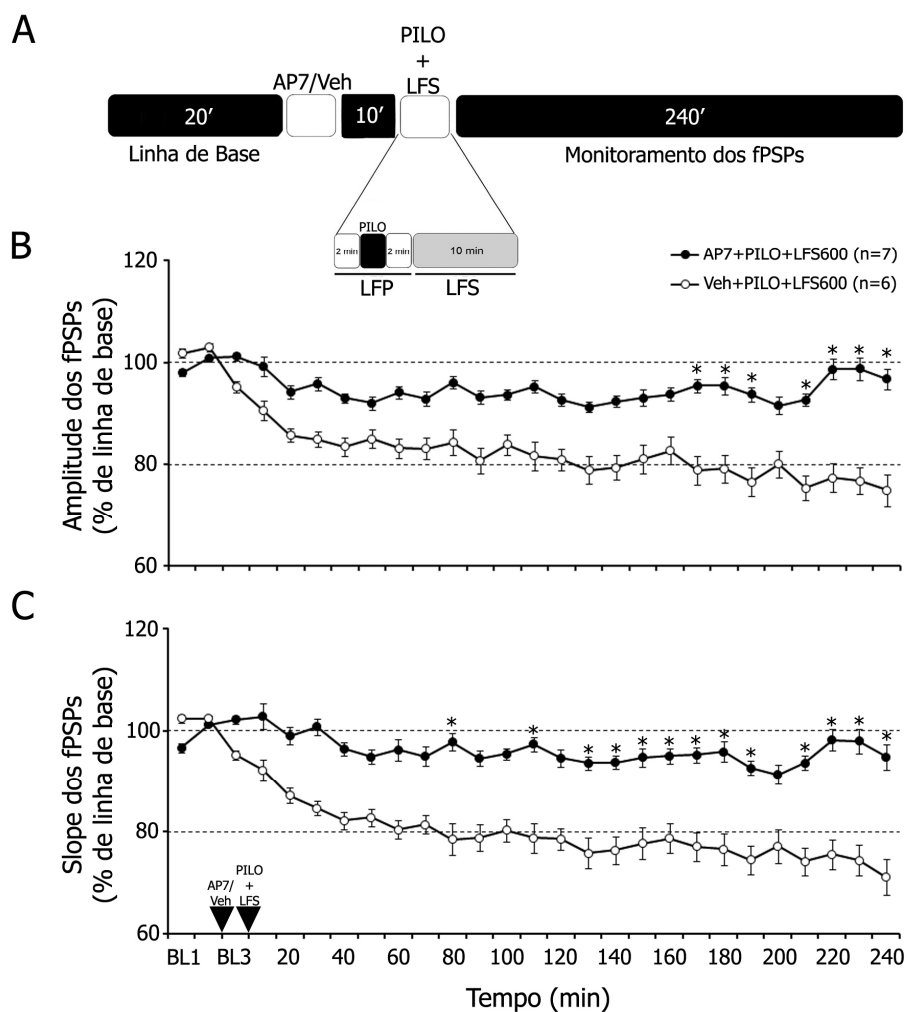 A
PILO
+
LFS
AP7/Veh
20’
10’
240’
Linha de Base
Monitoramento dos fPSPs
PILO
2 min
2 min
10 min
LFP
LFS
B
AP7+PILO+LFS600 (n=7)
Veh+PILO+LFS600 (n=6)
Amplitude dos fPSPs
(% de linha de base)
120
100
80
60
* * * * * * *
C
Slope dos fPSPs
(% de linha de base)
120
100
80
60
* * * * * * * * * * * * *
AP7/
Veh
PILO
+
LFS
BL1 BL3 20 40 60 80 100 120 140 160 180 200 220 240
Tempo (min)